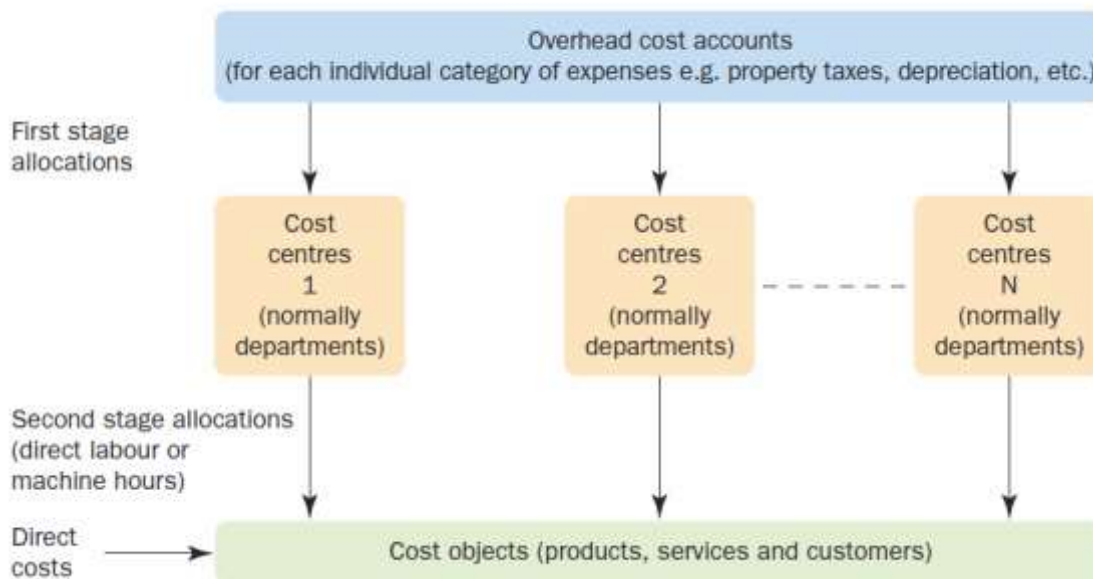 Overhead cost accounts
(for each individual category of expenses e.g. property taxes, depreciation, etc.)
First stage
allocations
Cost
centres
1
(normally
departments)
Cost
centres
2
(normally
departments)
Cost
centres
N
(normally
departments)
Second stage allocations
(direct labour or
machine hours)
Direct
costs
Cost objects (products, services and customers)